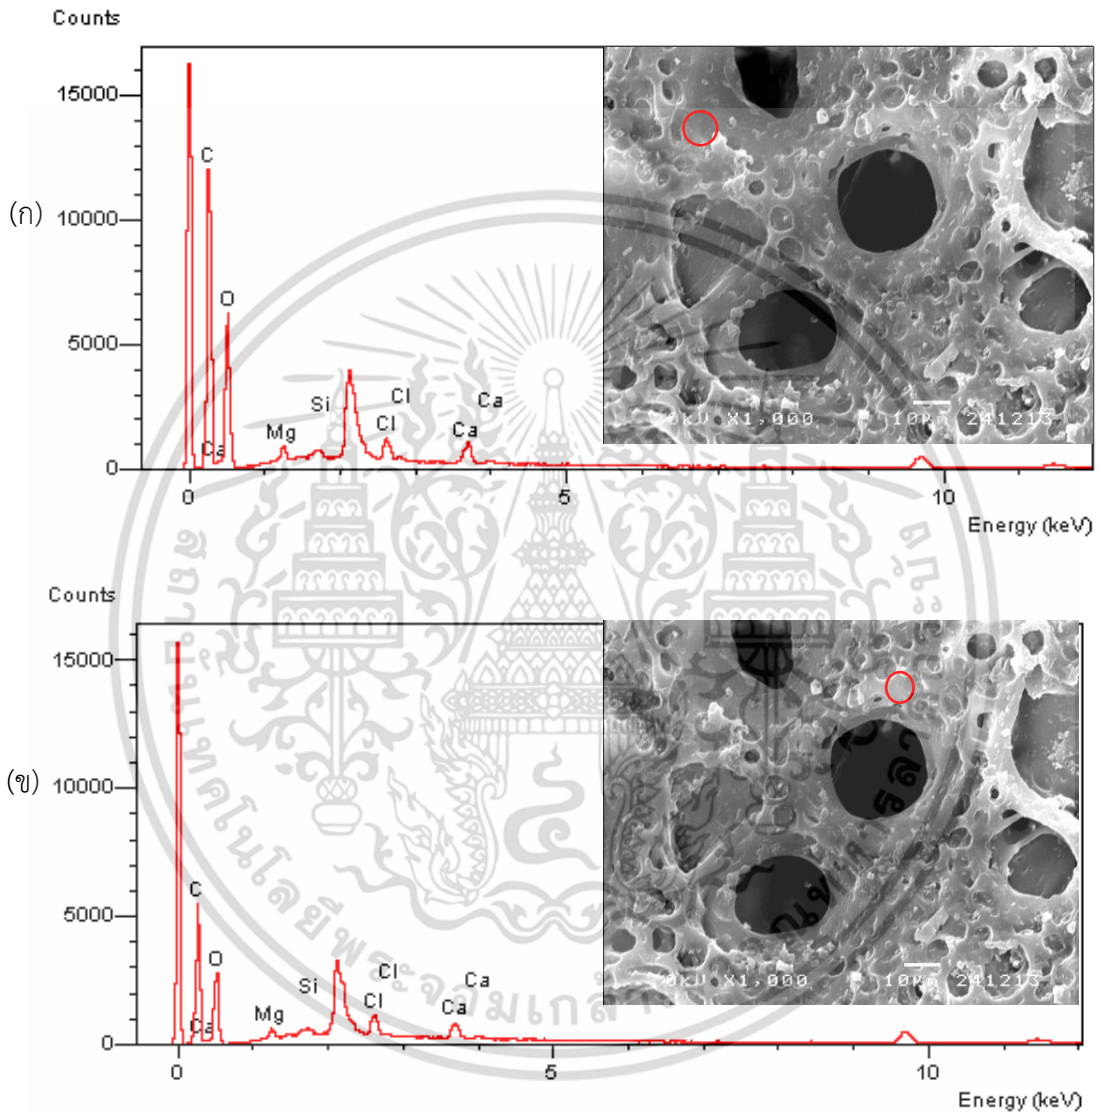 Counts
15000
C
(ก)
10000
O
5000
Si
Cl
Ca
Mg
Cl
Ca
Ca
0
0
5
10
Energy (keV)
0kU X1,000 10μm 241213
Counts
15000
(ข)
10000
C
5000
O
Si
Cl
Ca
Mg
Cl
Ca
Ca
0
0
5
10
Energy (keV)
0kU X1,000 10μm 241213